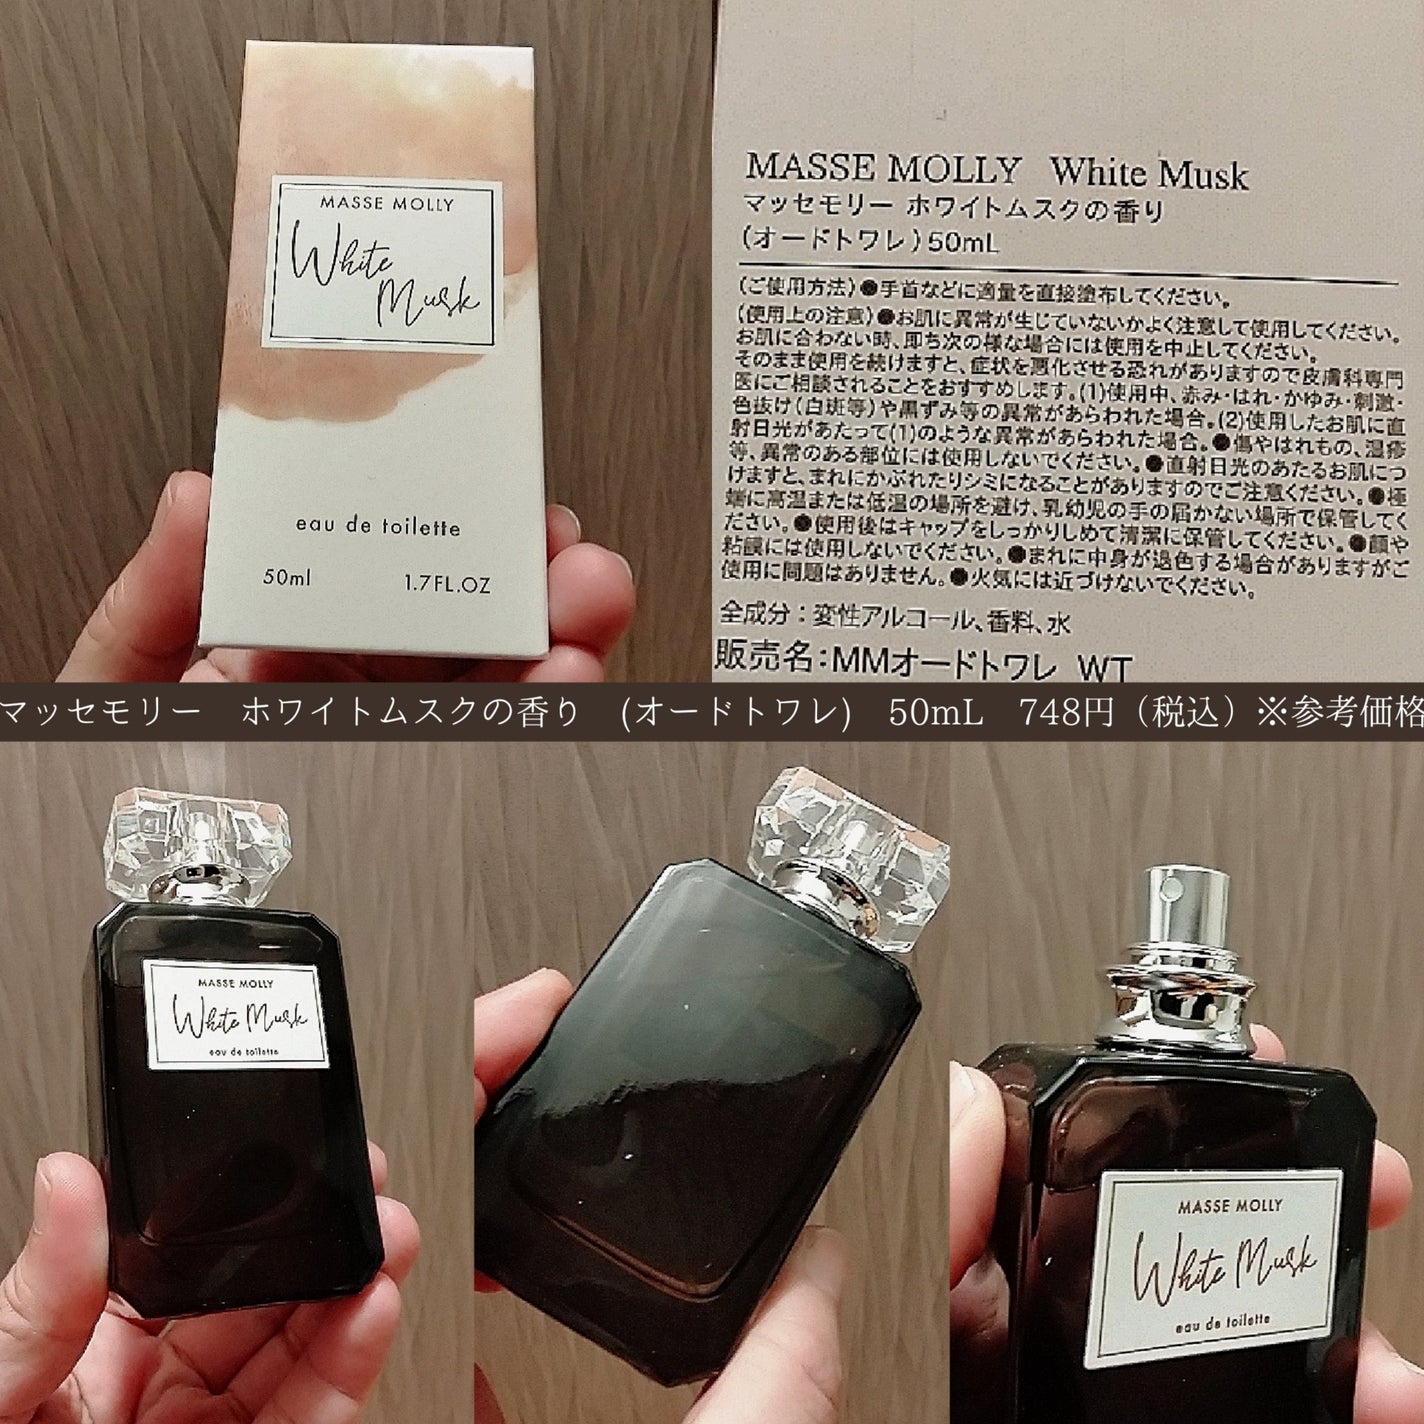 MASSE MOLLY
White
Musk
eau de toilette
50ml 1.7FL.OZ
MASSE MOLLY White Musk
マッセモリー ホワイトムスクの香り
(オードトワレ)50mL
(ご使用方法)●手首などに適量を直接塗布してください。
(使用上の注意)●お肌に異常が生じていないかよく注意して使用してください。
お肌に合わない時、即ち次の様な場合には使用を中止してください。
そのまま使用を続けますと、症状を悪化させる恐れがありますので皮膚科専門
医にご相談されることをおすすめします。(1)使用中、赤み・はれ・かゆみ・刺激・
色抜け(白斑等)や黒ずみ等の異常があらわれた場合。(2)使用したお肌に直
射日光があたって(1)のような異常があらわれた場合。●傷やはれもの、湿疹
等、異常のある部位には使用しないでください。●直射日光のあたるお肌につ
けますと、まれにかぶれたりシミになることがありますのでご注意ください。●極
端に高温または低温の場所を避け、乳幼児の手の届かない場所で保管してく
ださい。●使用後はキャップをしっかりしめて清潔に保管してください。●顔や
粘膜には使用しないでください。●まれに中身が退色する場合がありますがご
使用に問題はありません。●火気には近づけないでください。
全成分：変性アルコール、香料、水
販売名：MMオードトワレ WT
マッセモリー　ホワイトムスクの香り　(オードトワレ)　50mL　748円（税込）※参考価格
MASSE MOLLY
White Musk
eau de toilette
MASSE MOLLY
White Musk
eau de toilette